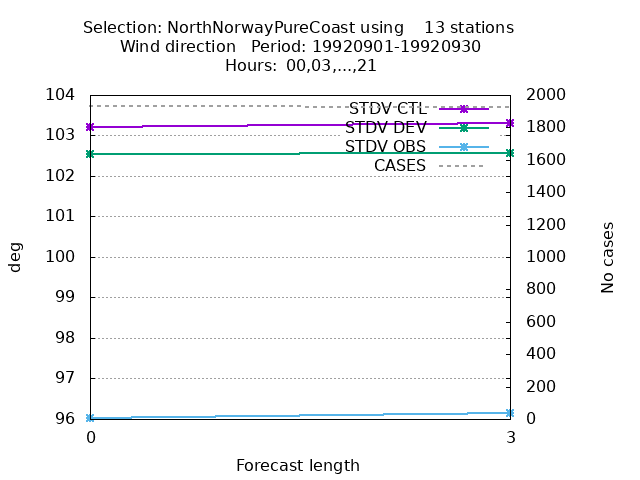 Selection: NorthNorwayPureCoast using    13 stations
Wind direction   Period: 19920901-19920930
Hours:  00,03,...,21
104
103
102
101
100
99
98
97
96
deg
STDV CTL
STDV DEV
STDV OBS
CASES
2000
1800
1600
1400
1200
1000
800
600
400
200
0
No cases
0
3
Forecast length